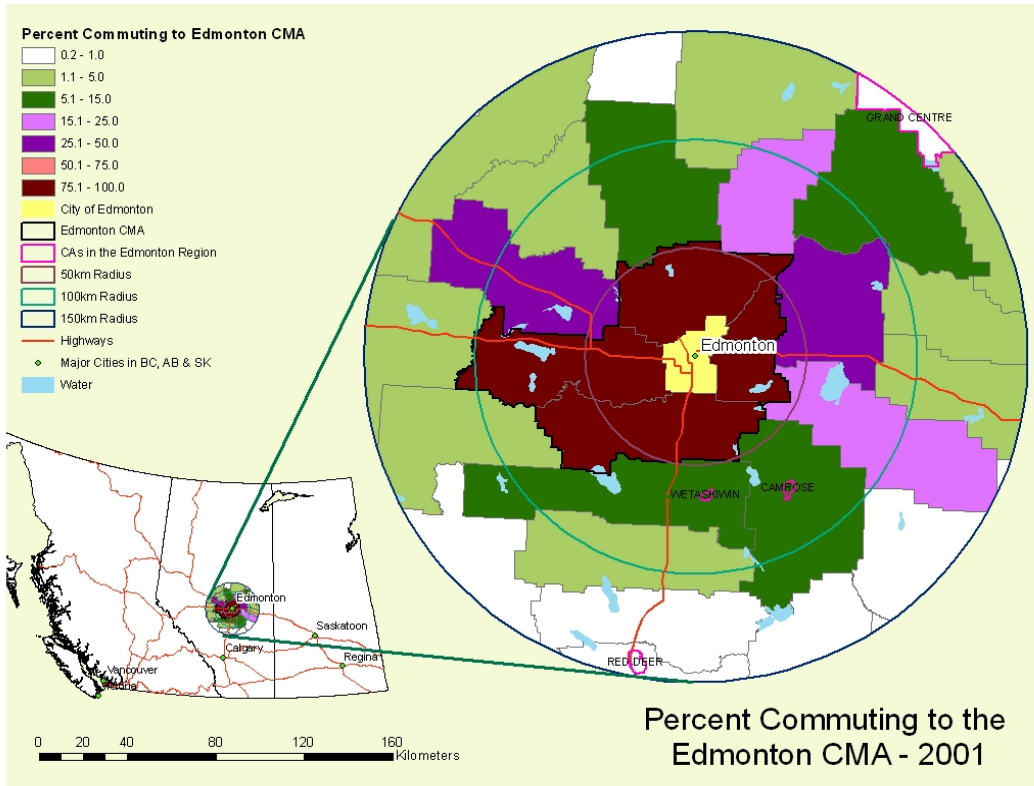 Percent Commuting to Edmonton CMA
0.2 - 1.0
1.1 - 5.0
5.1 - 15.0
15.1 - 25.0
25.1 - 50.0
50.1 - 75.0
75.1 - 100.0
City of Edmonton
Edmonton CMA
CAs in the Edmonton Region
50km Radius
100km Radius
150km Radius
Highways
Major Cities in BC, AB & SK
Water
GRAND CENTRE
Edmonton
WETASKIWIN
CAMROSE
RED DEER
Edmonton
Saskatoon
Calgary
Regina
Vancouver
0 20 40 80 120 160
Kilometers
Percent Commuting to the
Edmonton CMA - 2001